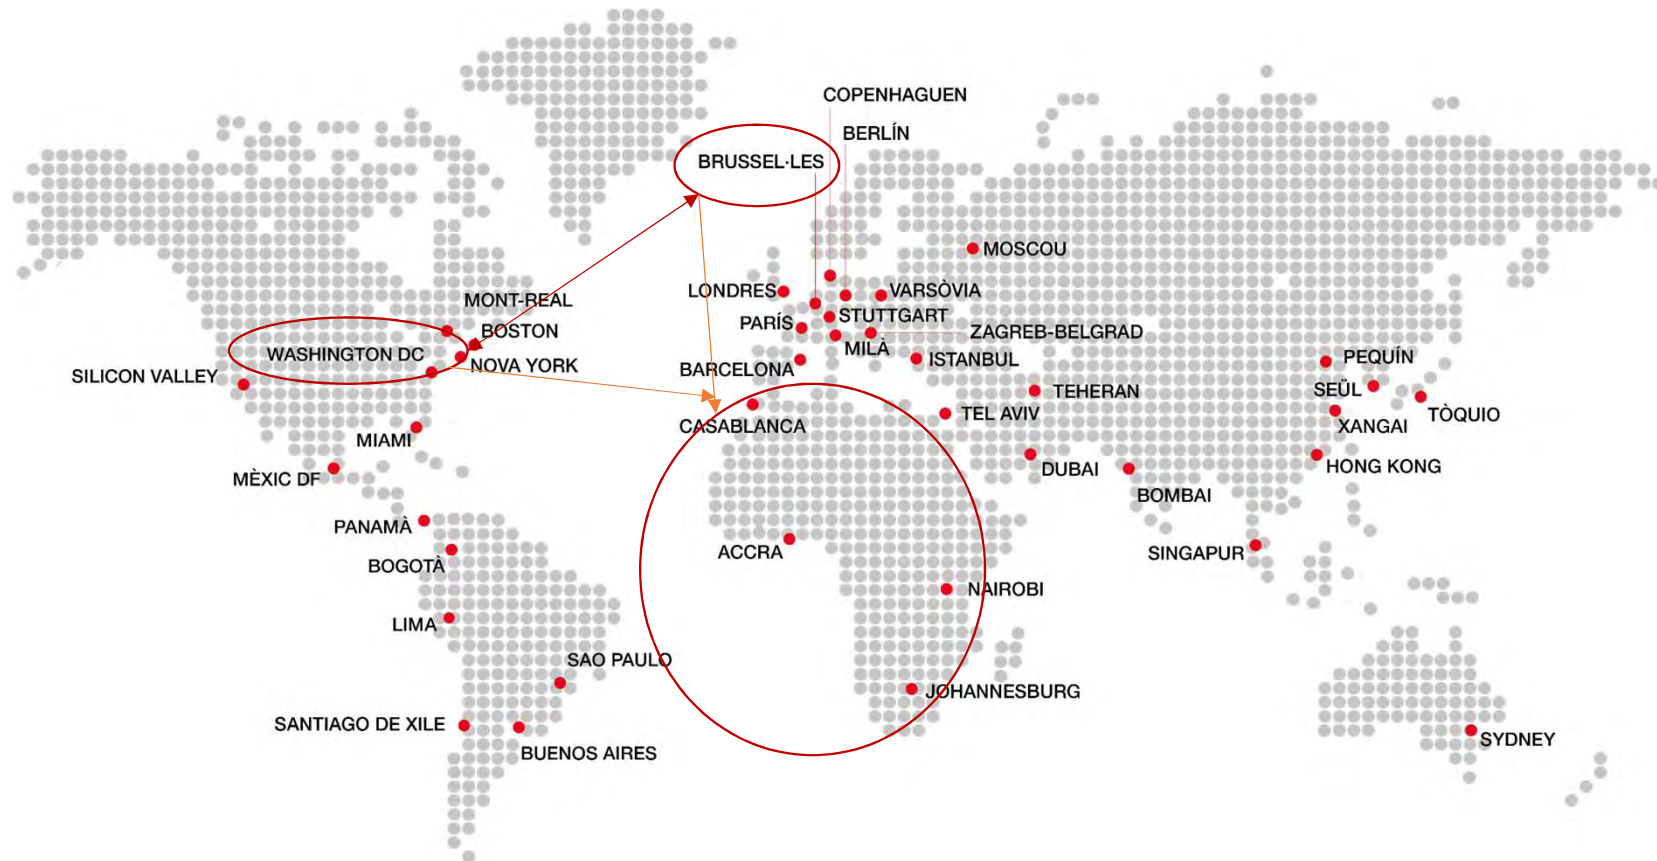 COPENHAGUEN
BERLÍN
BRUSSEL·LES
MOSCOU
LONDRES
VARSÒVIA
MONT-REAL
STUTTGART
PARÍS
BOSTON
ZAGREB-BELGRAD
MILÀ
WASHINGTON DC
ISTANBUL
PEQUÍN
NOVA YORK
BARCELONA
SILICON VALLEY
TEHERAN
SEÜL
TEL AVIV
TÒQUIO
CASABLANCA
XANGAI
MIAMI
DUBAI
HONG KONG
MÈXIC DF
BOMBAI
PANAMÀ
ACCRA
SINGAPUR
BOGOTÀ
NAIROBI
LIMA
SAO PAULO
JOHANNESBURG
SANTIAGO DE XILE
SYDNEY
BUENOS AIRES